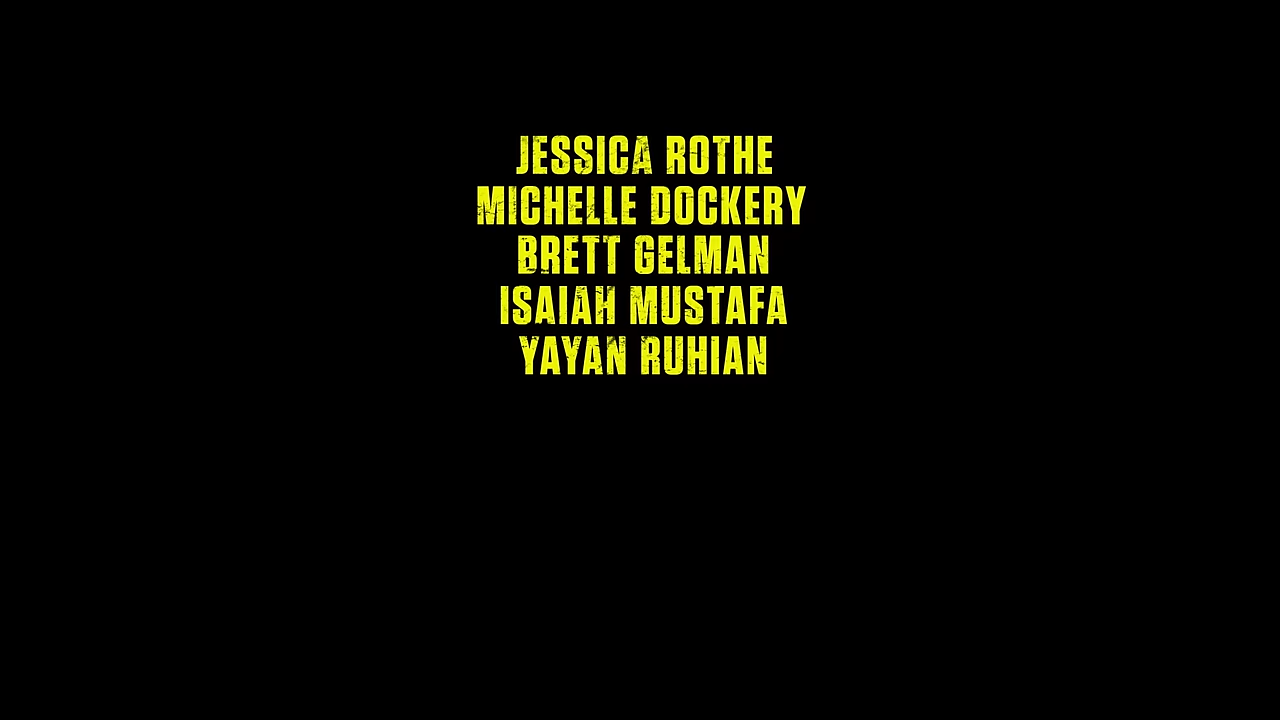 JESSICA ROTHE
MICHELLE DOCKERY
BRETT GELMAN
ISAIAH MUSTAFA
YAYAN RUHIAN